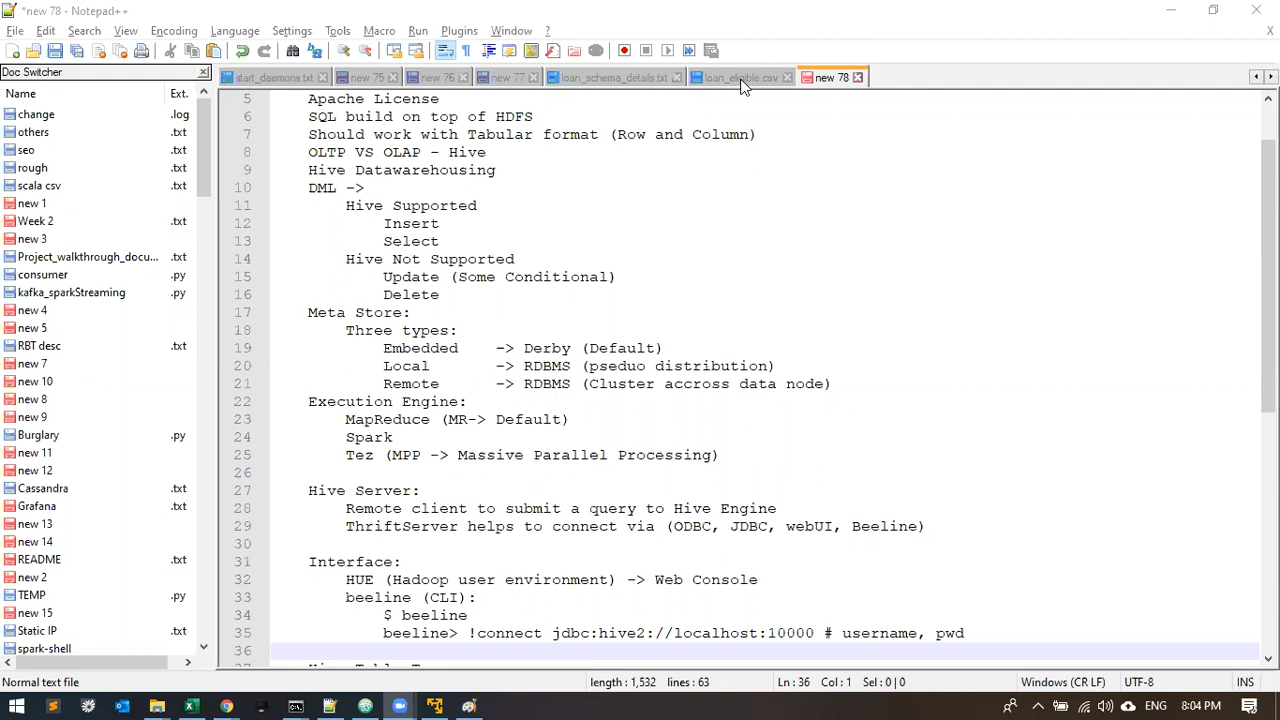 *new 78 - Notepad++
File Edit Search View Encoding Language Settings Tools Macro Run Plugins Window ?
X
Doc Switcher
start_daemons.txt new 75 new 76 new 77 loan_schema_details.txt loan_eligible.csv new 78
Name Ext.
change .log
others .txt
seo .txt
rough .txt
scala csv .txt
new 1
Week 2 .txt
new 3
Project_walkthrough_docu... .txt
consumer .py
kafka_sparkStreaming .py
new 4
new 5
RBT desc .txt
new 7
new 10
new 8
new 9
Burglary .py
new 11
new 12
Cassandra .txt
Grafana .txt
new 13
new 14
README .txt
new 2
TEMP .py
new 15
Static IP .txt
spark-shell .txt
5 Apache License
6 SQL build on top of HDFS
7 Should work with Tabular format (Row and Column)
8 OLTP VS OLAP - Hive
9 Hive Datawarehousing
10 DML ->
11 Hive Supported
12 Insert
13 Select
14 Hive Not Supported
15 Update (Some Conditional)
16 Delete
17 Meta Store:
18 Three types:
19 Embedded -> Derby (Default)
20 Local -> RDBMS (pseduo distribution)
21 Remote -> RDBMS (Cluster accross data node)
22 Execution Engine:
23 MapReduce (MR-> Default)
24 Spark
25 Tez (MPP -> Massive Parallel Processing)
26
27 Hive Server:
28 Remote client to submit a query to Hive Engine
29 ThriftServer helps to connect via (ODBC, JDBC, webUI, Beeline)
30
31 Interface:
32 HUE (Hadoop user environment) -> Web Console
33 beeline (CLI):
34 $ beeline
35 beeline> !connect jdbc:hive2://localhost:10000 # username, pwd
36
Normal text file length : 1,532 lines : 63 Ln : 36 Col : 1 Sel : 0 | 0 Windows (CR LF) UTF-8 INS
ENG 8:04 PM